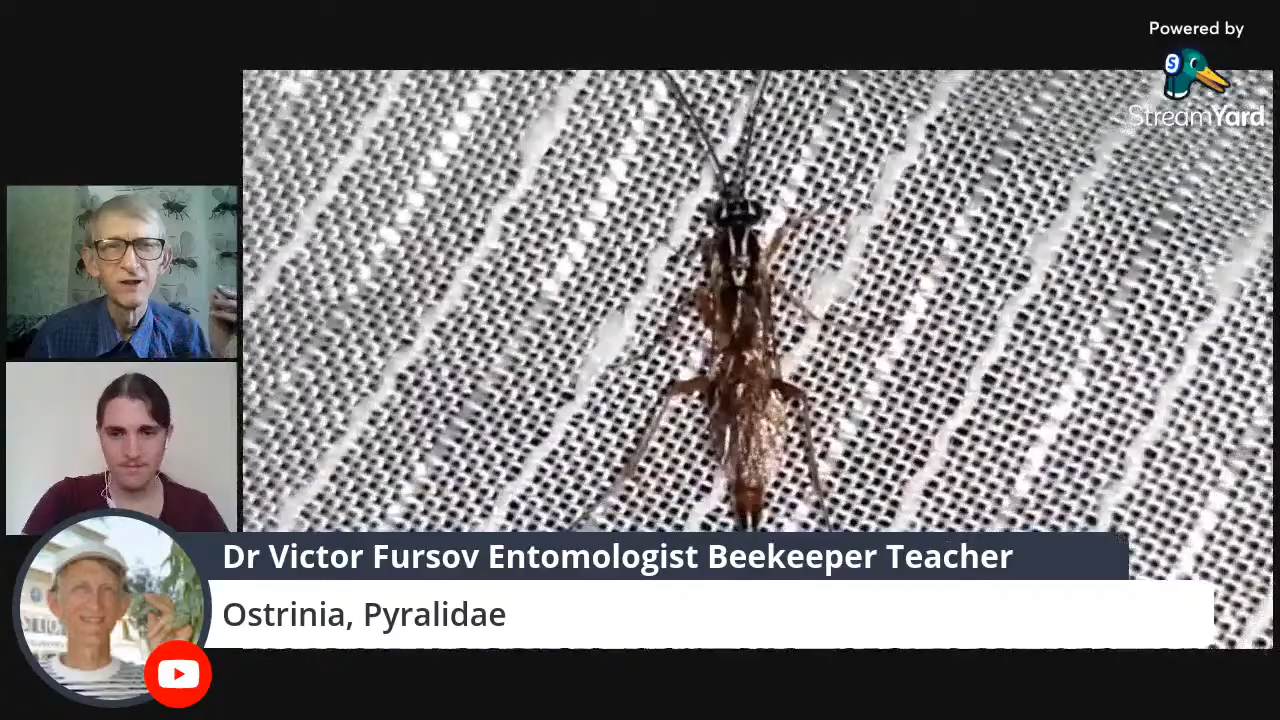 Powered by
S
StreamYard
Dr Victor Fursov Entomologist Beekeeper Teacher
Ostrinia, Pyralidae